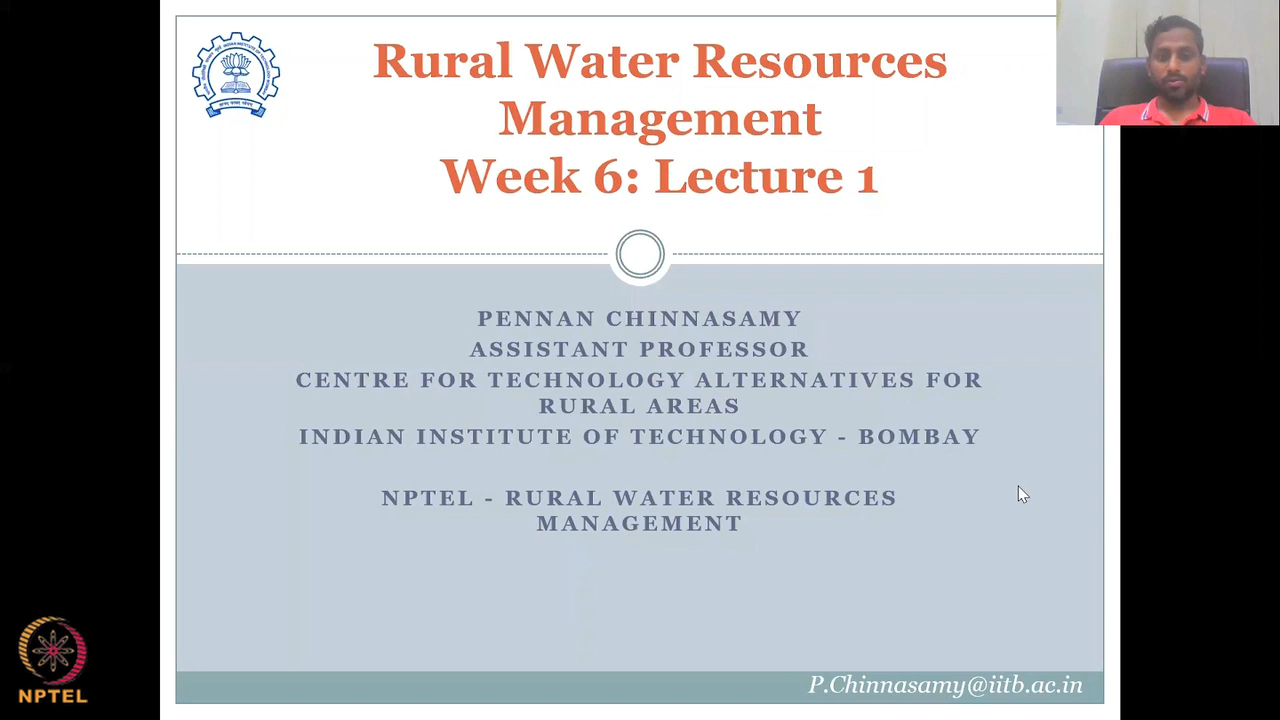 Rural Water Resources
Management
Week 6: Lecture 1
PENNAN CHINNASAMY
ASSISTANT PROFESSOR
CENTRE FOR TECHNOLOGY ALTERNATIVES FOR
RURAL AREAS
INDIAN INSTITUTE OF TECHNOLOGY - BOMBAY
NPTEL - RURAL WATER RESOURCES
MANAGEMENT
P.Chinnasamy@iitb.ac.in
NPTEL